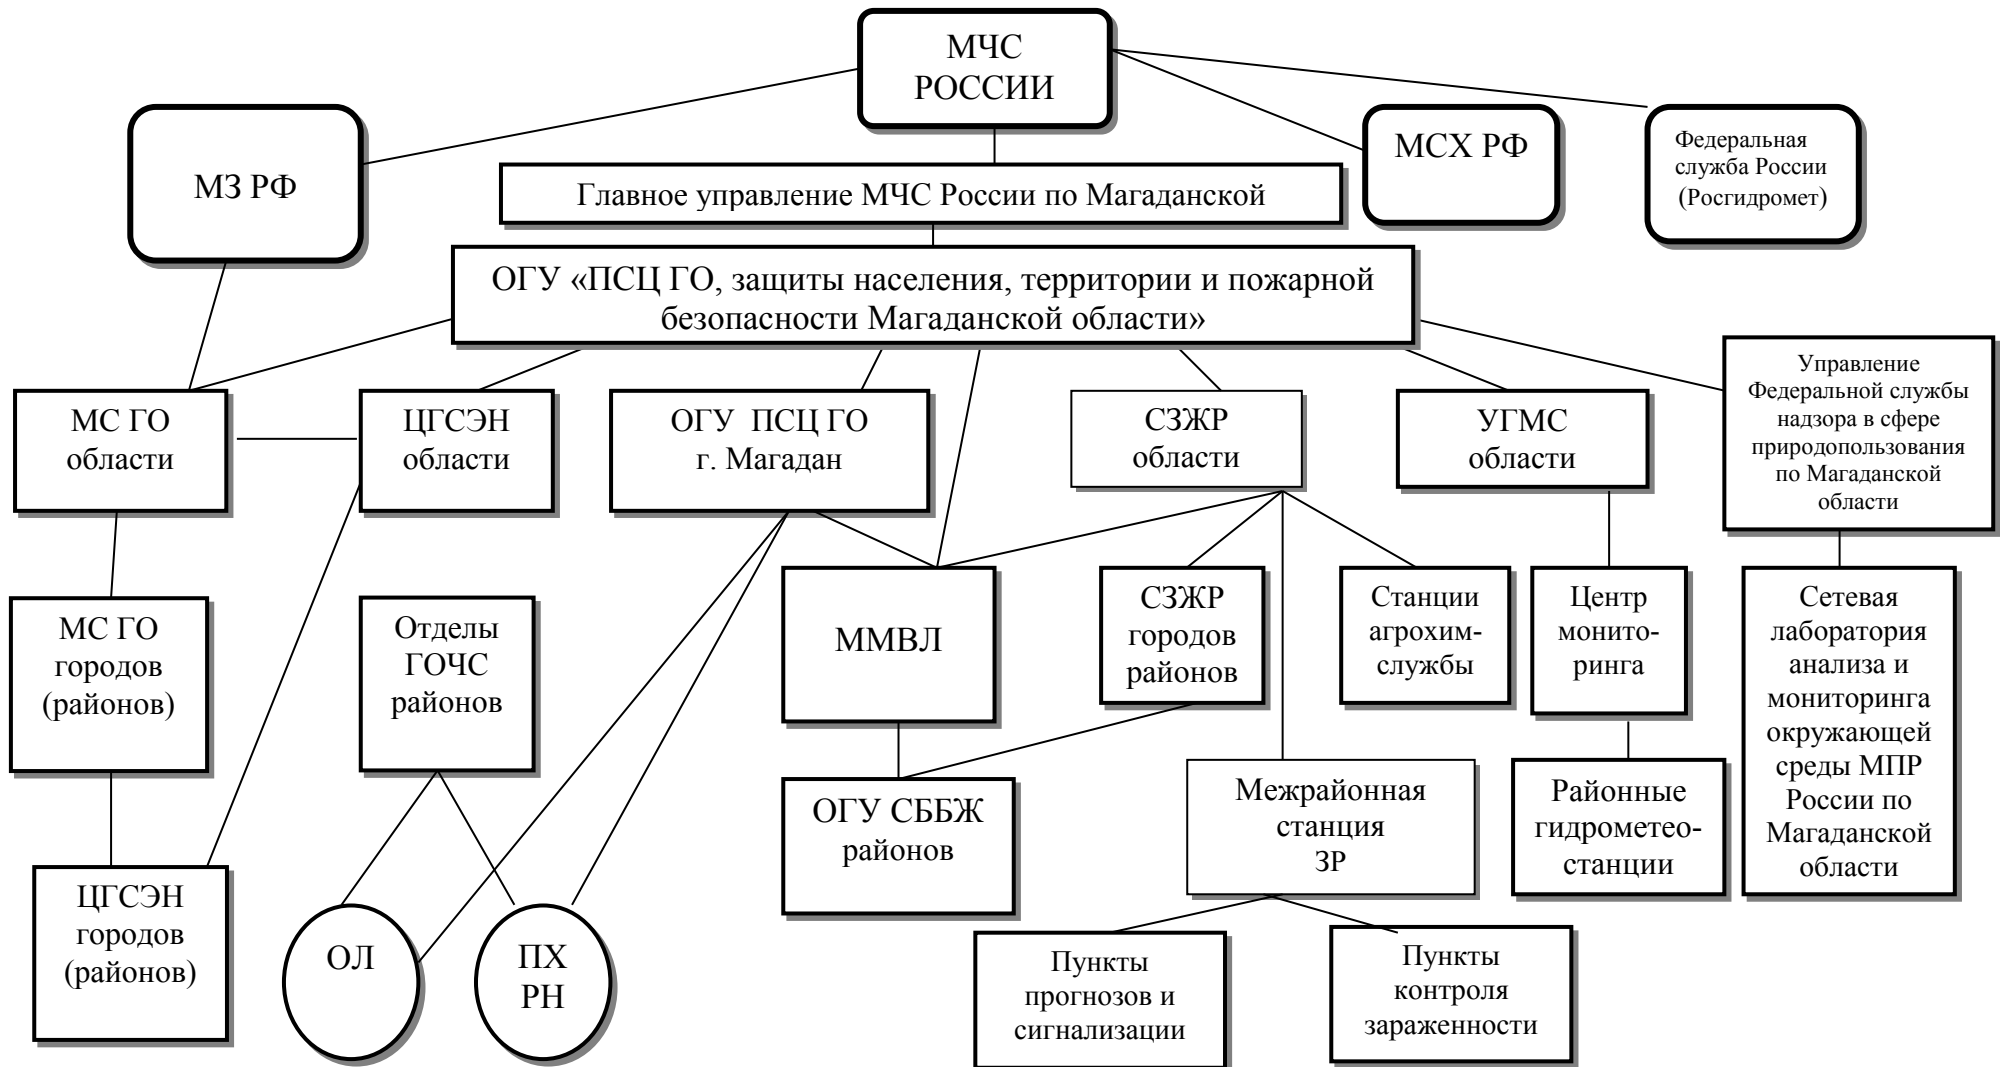 МЧС
РОССИИ
МЗ РФ
Главное управление МЧС России по Магаданской
МСХ РФ
Федеральная
служба России
(Росгидромет)
ОГУ «ПСЦ ГО, защиты населения, территории и пожарной
безопасности Магаданской области»
МС ГО
области
ЦГСЭН
области
ОГУ ПСЦ ГО
г. Магадан
СЗЖР
области
УГМС
области
Управление
Федеральной службы
надзора в сфере
природопользования
по Магаданской
области
МС ГО
городов
(районов)
Отделы
ГОЧС
районов
ММВЛ
СЗЖР
городов
районов
Станции
агрохим-
службы
Центр
монито-
ринга
Сетевая
лаборатория
анализа и
мониторинга
окружающей
среды МПР
России по
Магаданской
области
ЦГСЭН
городов
(районов)
ОЛ
ПХ
РН
ОГУ СББЖ
районов
Межрайонная
станция
ЗР
Районные
гидрометео-
станции
Пункты
прогнозов и
сигнализации
Пункты
контроля
зараженности